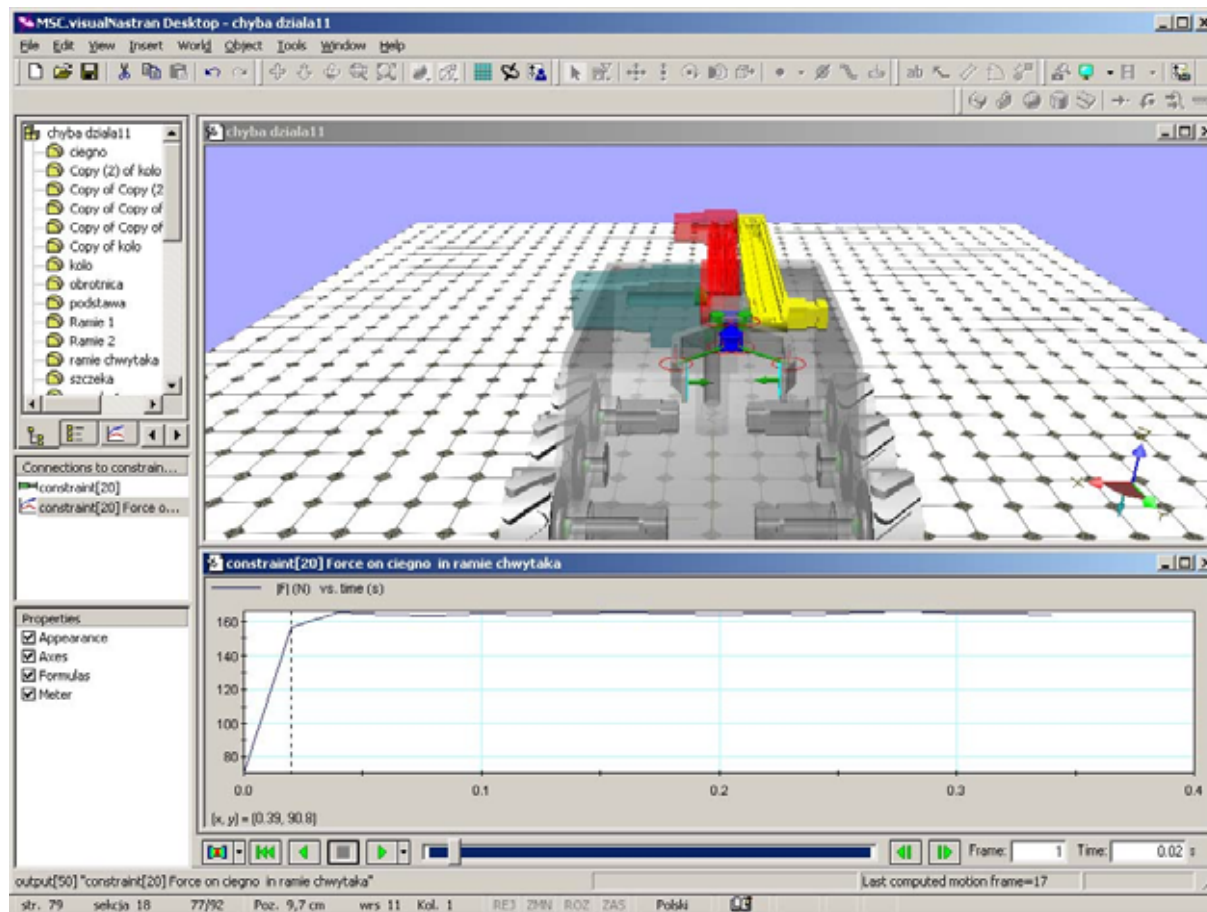 MSC.visualNastran Desktop - chyba dziala11
File Edit View Insert World Object Tools Window Help
chyba dziala11
ciegno
Copy (2) of kolo
Copy of Copy (2
Copy of Copy of
Copy of Copy of
Copy of kolo
kolo
obrotnica
podstawa
Ramie 1
Ramie 2
ramie chwytaka
szczeka
Connections to constrain...
constraint[20]
constraint[20] Force o...
Properties
Appearance
Axes
Formulas
Meter
chyba dziala11
constraint[20] Force on ciegno in ramie chwytaka
|F| (N) vs. time (s)
160
140
120
100
80
0.0 0.1 0.2 0.3 0.4
(x, y) = (0.39, 90.8)
Frame: 1 Time: 0.02 s
output[50] "constraint[20] Force on ciegno in ramie chwytaka" Last computed motion frame=17
str. 79 sekcja 18 77/92 Poz. 9,7 cm wrs 11 Kol. 1 REJ ZMN ROZ ZAS Polski